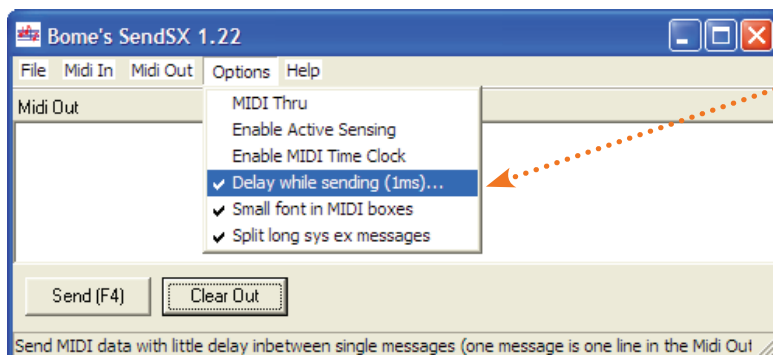 Bome's SendSX 1.22
File Midi In Midi Out Options Help
Midi Out
MIDI Thru
Enable Active Sensing
Enable MIDI Time Clock
Delay while sending (1ms)...
Small font in MIDI boxes
Split long sys ex messages
Send (F4) Clear Out
Send MIDI data with little delay inbetween single messages (one message is one line in the Midi Out